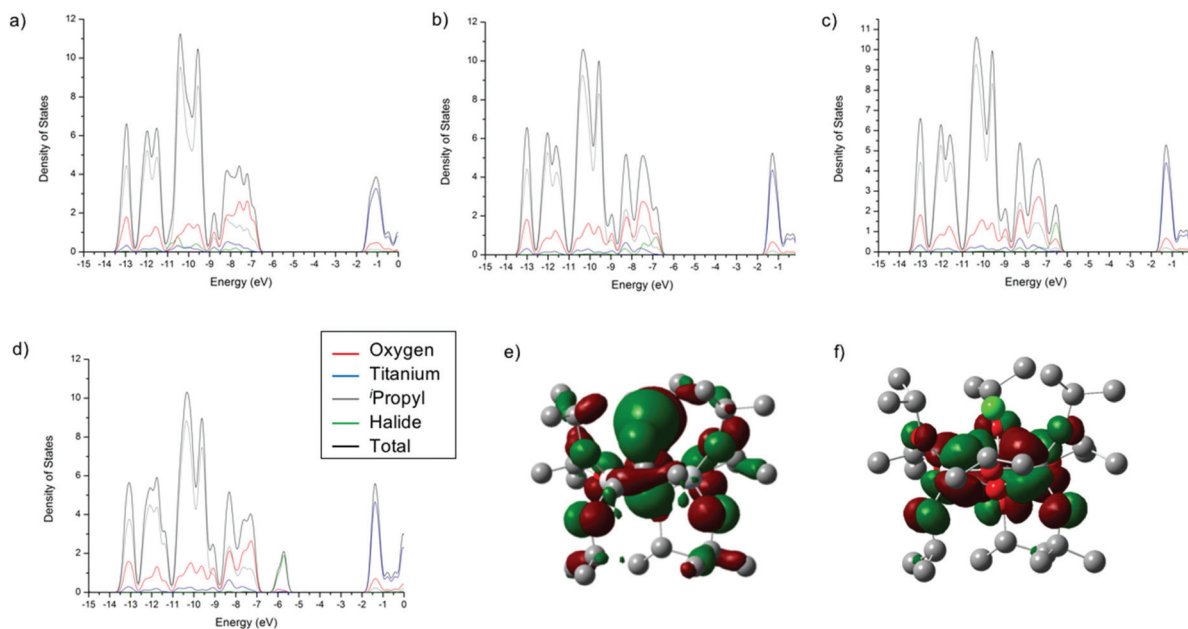 a)
12
10
8
6
4
2
0
Density of States
-15 -14 -13 -12 -11 -10 -9 -8 -7 -6 -5 -4 -3 -2 -1 0
Energy (eV)
b)
12
10
8
6
4
2
0
Density of States
-15 -14 -13 -12 -11 -10 -9 -8 -7 -6 -5 -4 -3 -2 -1
Energy (eV)
c)
11
10
9
8
7
6
5
4
3
2
1
0
Desnity of States
-15 -14 -13 -12 -11 -10 -9 -8 -7 -6 -5 -4 -3 -2 -1
Energy (eV)
d)
12
10
8
6
4
2
0
Density of States
-15 -14 -13 -12 -11 -10 -9 -8 -7 -6 -5 -4 -3 -2 -1 0
Energy (eV)
Oxygen
Titanium
iPropyl
Halide
Total
e)
f)